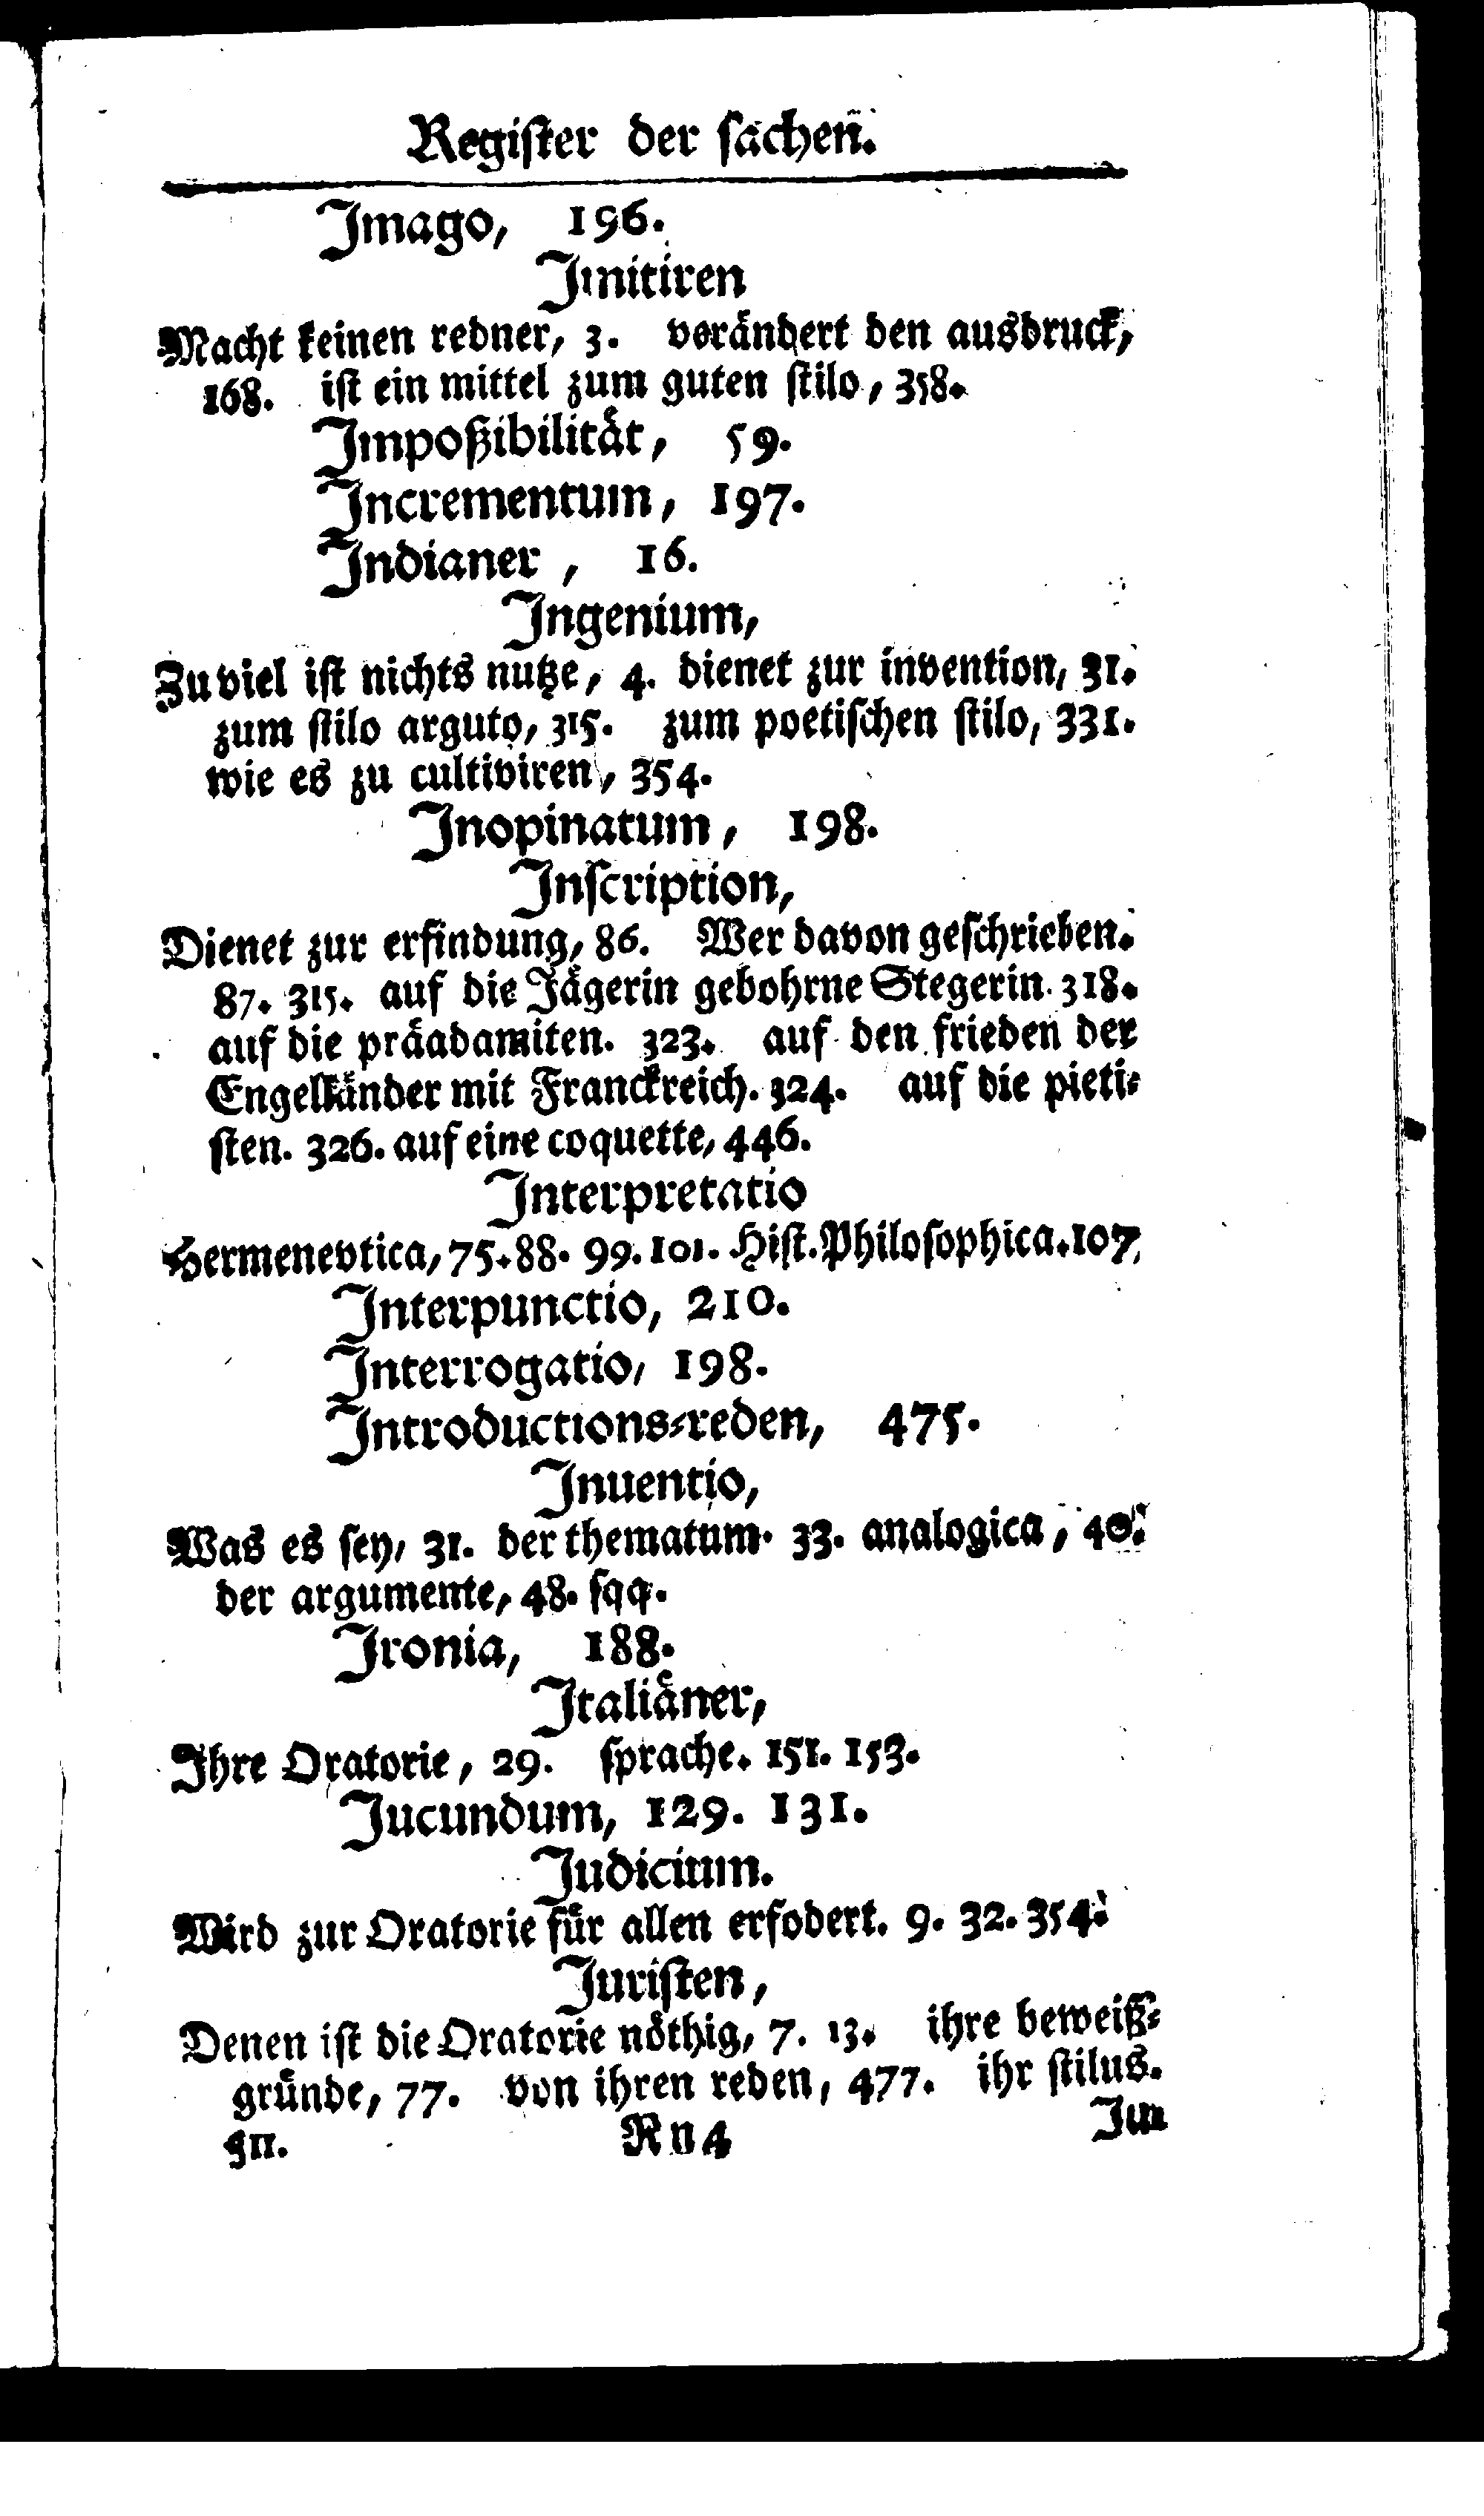 Register der sachen.
Imago, 196.
Imitiren
Macht keinen redner, 3. verändert den ausdruck,
168. ist ein mittel zum guten stilo, 358.
Impoßibilität, 59.
Incrementum, 197.
Indianer, 16.
Ingenium,
Zu viel ist nichts nutze, 4. dienet zur invention, 31.
zum stilo arguto, 315. zum poetischen stilo, 331.
wie es zu cultiviren, 354.
Inopinatum, 198.
Inscription,
Dienet zur erfindung, 86. Wer davon geschrieben.
87. 315. auf die Jägerin gebohrne Stegerin. 318.
auf die präadamiten. 323. auf den frieden der
Engelländer mit Franckreich. 324. auf die pieti-
sten. 326. auf eine coquette, 446.
Interpretatio
Hermenevtica, 75. 88. 99. 101. Hist. Philosophica. 107,
Interpunctio, 210.
Interrogatio, 198.
Introductions-reden, 475.
Inuentio,
Was es sey, 31. der thematum. 33. analogica, 40.
der argumente, 48. sqq.
Ironia, 188.
Italiäner,
Ihre Oratorie, 29. sprache. 151. 153.
Jucundum, 129. 131.
Judicium.
Wird zur Oratorie für allen erfodert. 9. 32. 354.
Juristen,
Denen ist die Oratorie nöthig, 7. 13. ihre beweiß-
gründe, 77. von ihren reden, 477. ihr stilus.
511. Rn 4 Jun